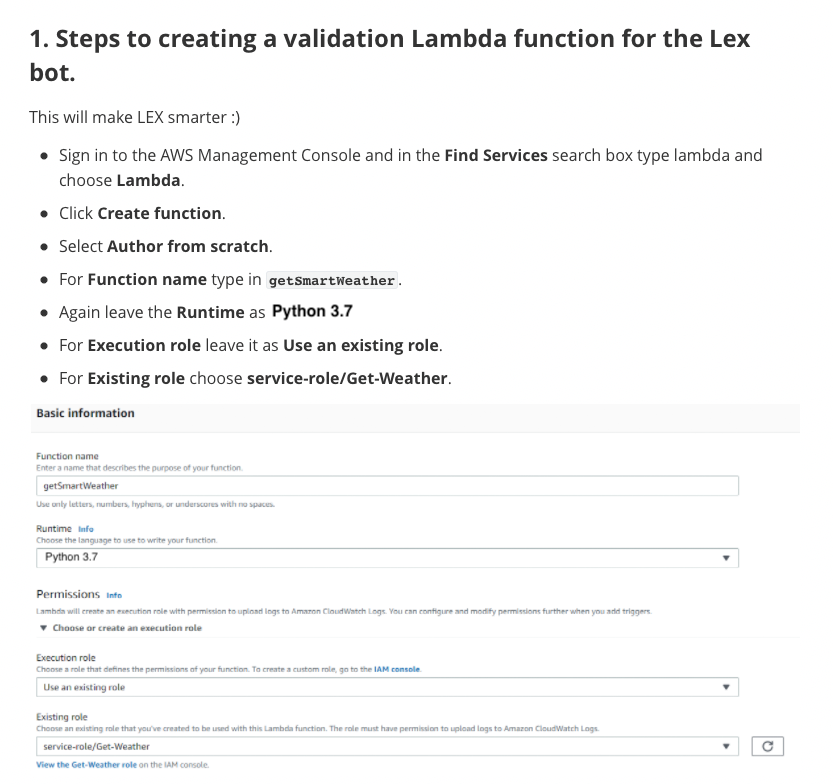 1. Steps to creating a validation Lambda function for the Lex
bot.
This will make LEX smarter :)
• Sign in to the AWS Management Console and in the Find Services search box type lambda and
choose Lambda.
• Click Create function.
• Select Author from scratch.
• For Function name type in getSmartWeather.
• Again leave the Runtime as Python 3.7
• For Execution role leave it as Use an existing role.
• For Existing role choose service-role/Get-Weather.
Basic information
Function name
Enter a name that describes the purpose of your function.
getSmartWeather
Use only letters, numbers, hyphens, or underscores with no spaces.
Runtime Info
Choose the language to use to write your function.
Python 3.7
Permissions Info
Lambda will create an execution role with permission to upload logs to Amazon CloudWatch Logs. You can configure and modify permissions further when you add triggers.
▼ Choose or create an execution role
Execution role
Choose a role that defines the permissions of your function. To create a custom role, go to the IAM console.
Use an existing role
Existing role
Choose an existing role that you've created to be used with this Lambda function. The role must have permission to upload logs to Amazon CloudWatch Logs.
service-role/Get-Weather
View the Get-Weather role on the IAM console.